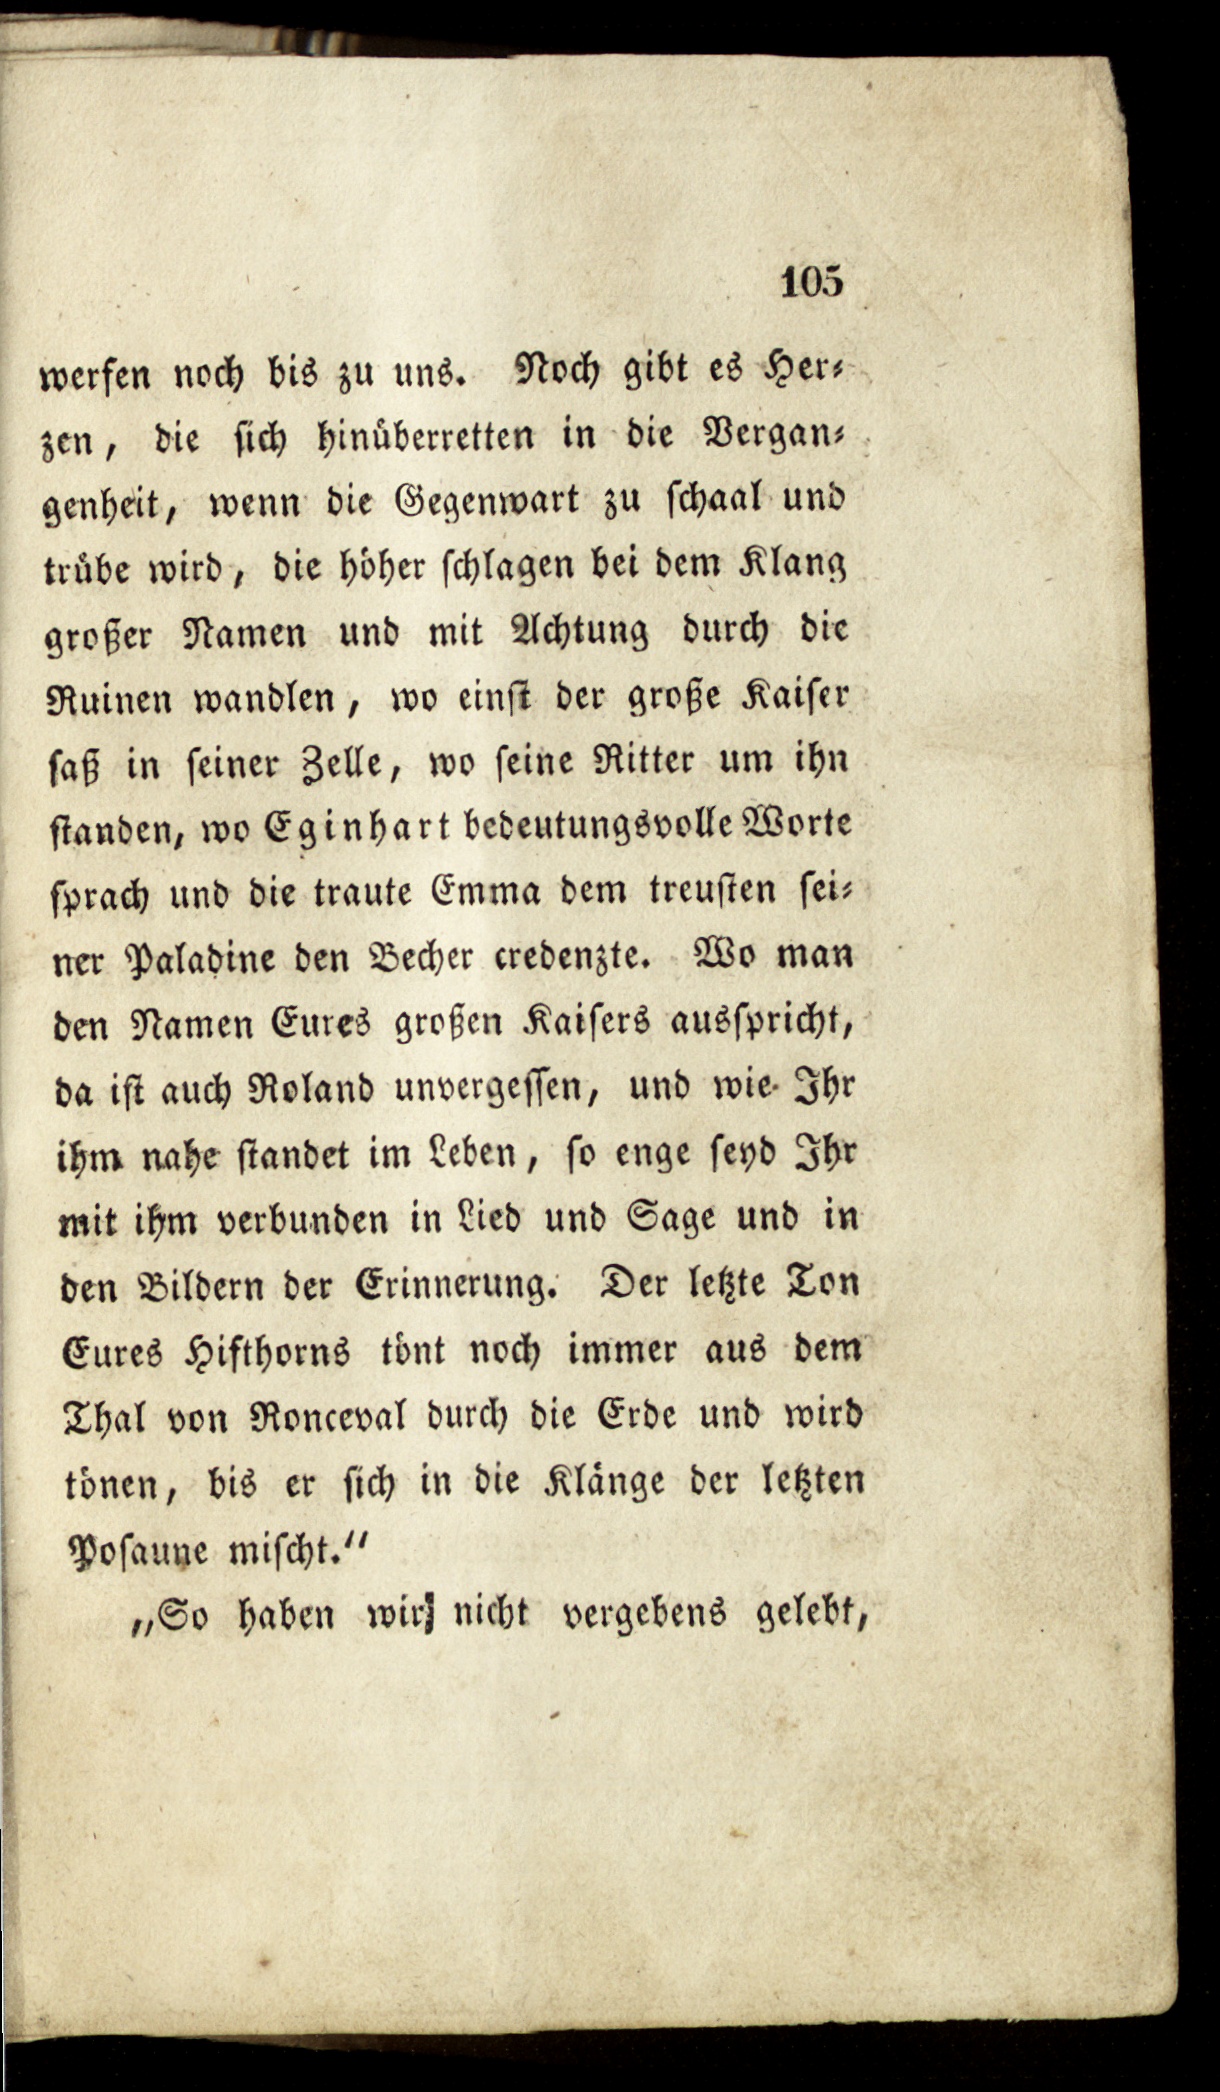 105
werfen noch bis zu uns. Noch gibt es Her-
zen, die sich hinüberretten in die Vergan-
genheit, wenn die Gegenwart zu schaal und
trübe wird, die höher schlagen bei dem Klang
großer Namen und mit Achtung durch die
Ruinen wandlen, wo einst der große Kaiser
saß in seiner Zelle, wo seine Ritter um ihn
standen, wo Eginhart bedeutungsvolle Worte
sprach und die traute Emma dem treusten sei-
ner Paladine den Becher credenzte. Wo man
den Namen Eures großen Kaisers ausspricht,
da ist auch Roland unvergessen, und wie Ihr
ihm nahe standet im Leben, so enge seyd Ihr
mit ihm verbunden in Lied und Sage und in
den Bildern der Erinnerung. Der letzte Ton
Eures Hifthorns tönt noch immer aus dem
Thal von Ronceval durch die Erde und wird
tönen, bis er sich in die Klänge der letzten
Posaune mischt.“
„So haben wir nicht vergebens gelebt,